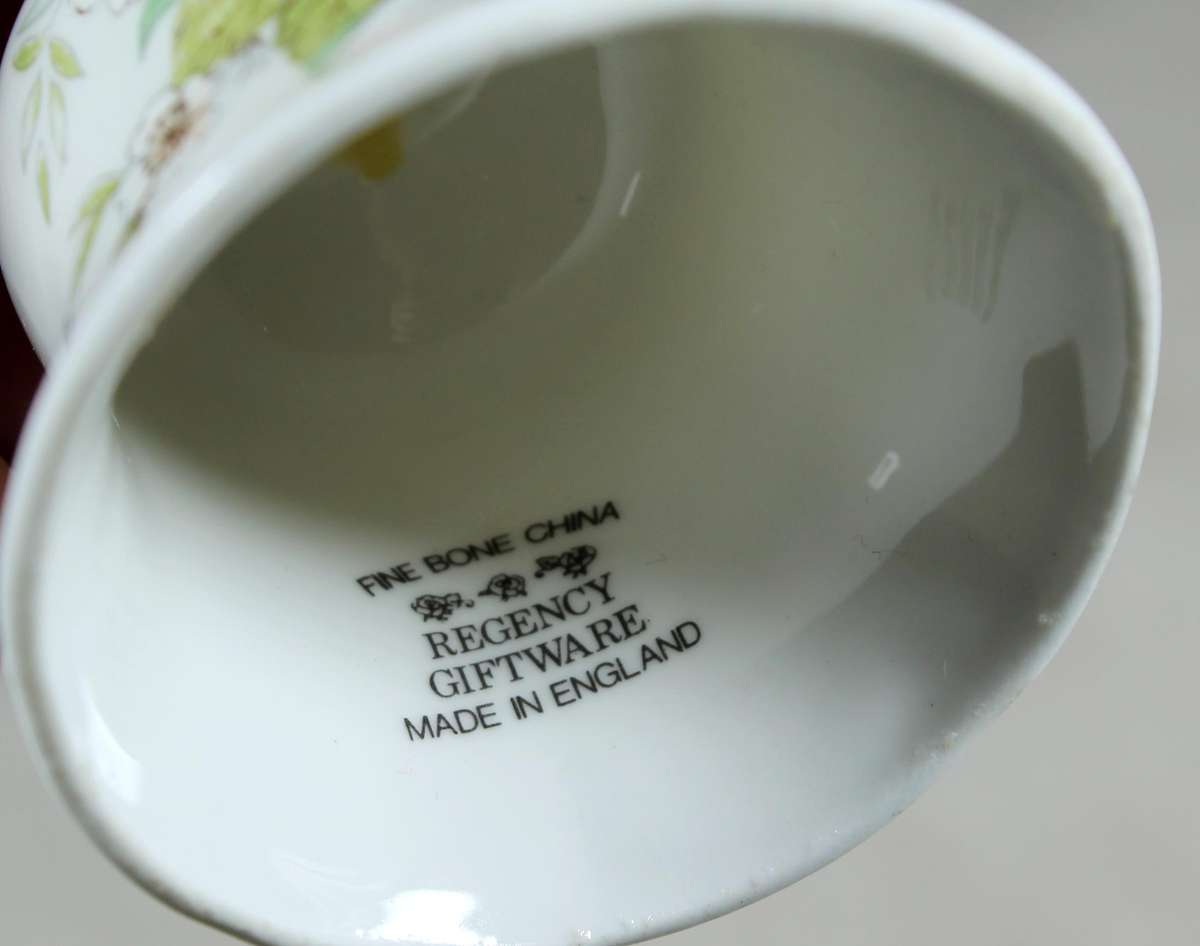 FINE BONE CHINA
REGENCY
GIFTWARE
MADE IN ENGLAND